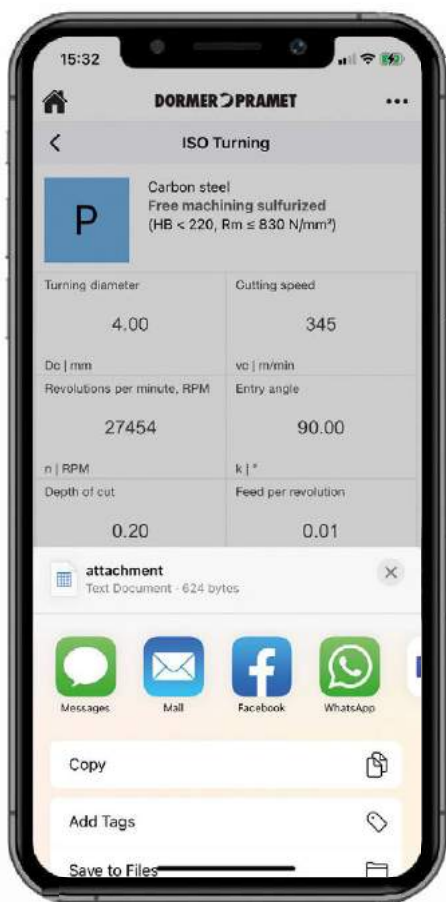 15:32
DORMER PRAMET
ISO Turning
P
Carbon steel
Free machining sulfurized
(HB < 220, Rm ≤ 830 N/mm²)
Turning diameter
4.00
Dc | mm
Cutting speed
345
vc | m/min
Revolutions per minute, RPM
27454
n | RPM
Entry angle
90.00
k | °
Depth of cut
0.20
Feed per revolution
0.01
attachment
Text Document · 624 bytes
Messages
Mail
Facebook
WhatsApp
Copy
Add Tags
Save to Files